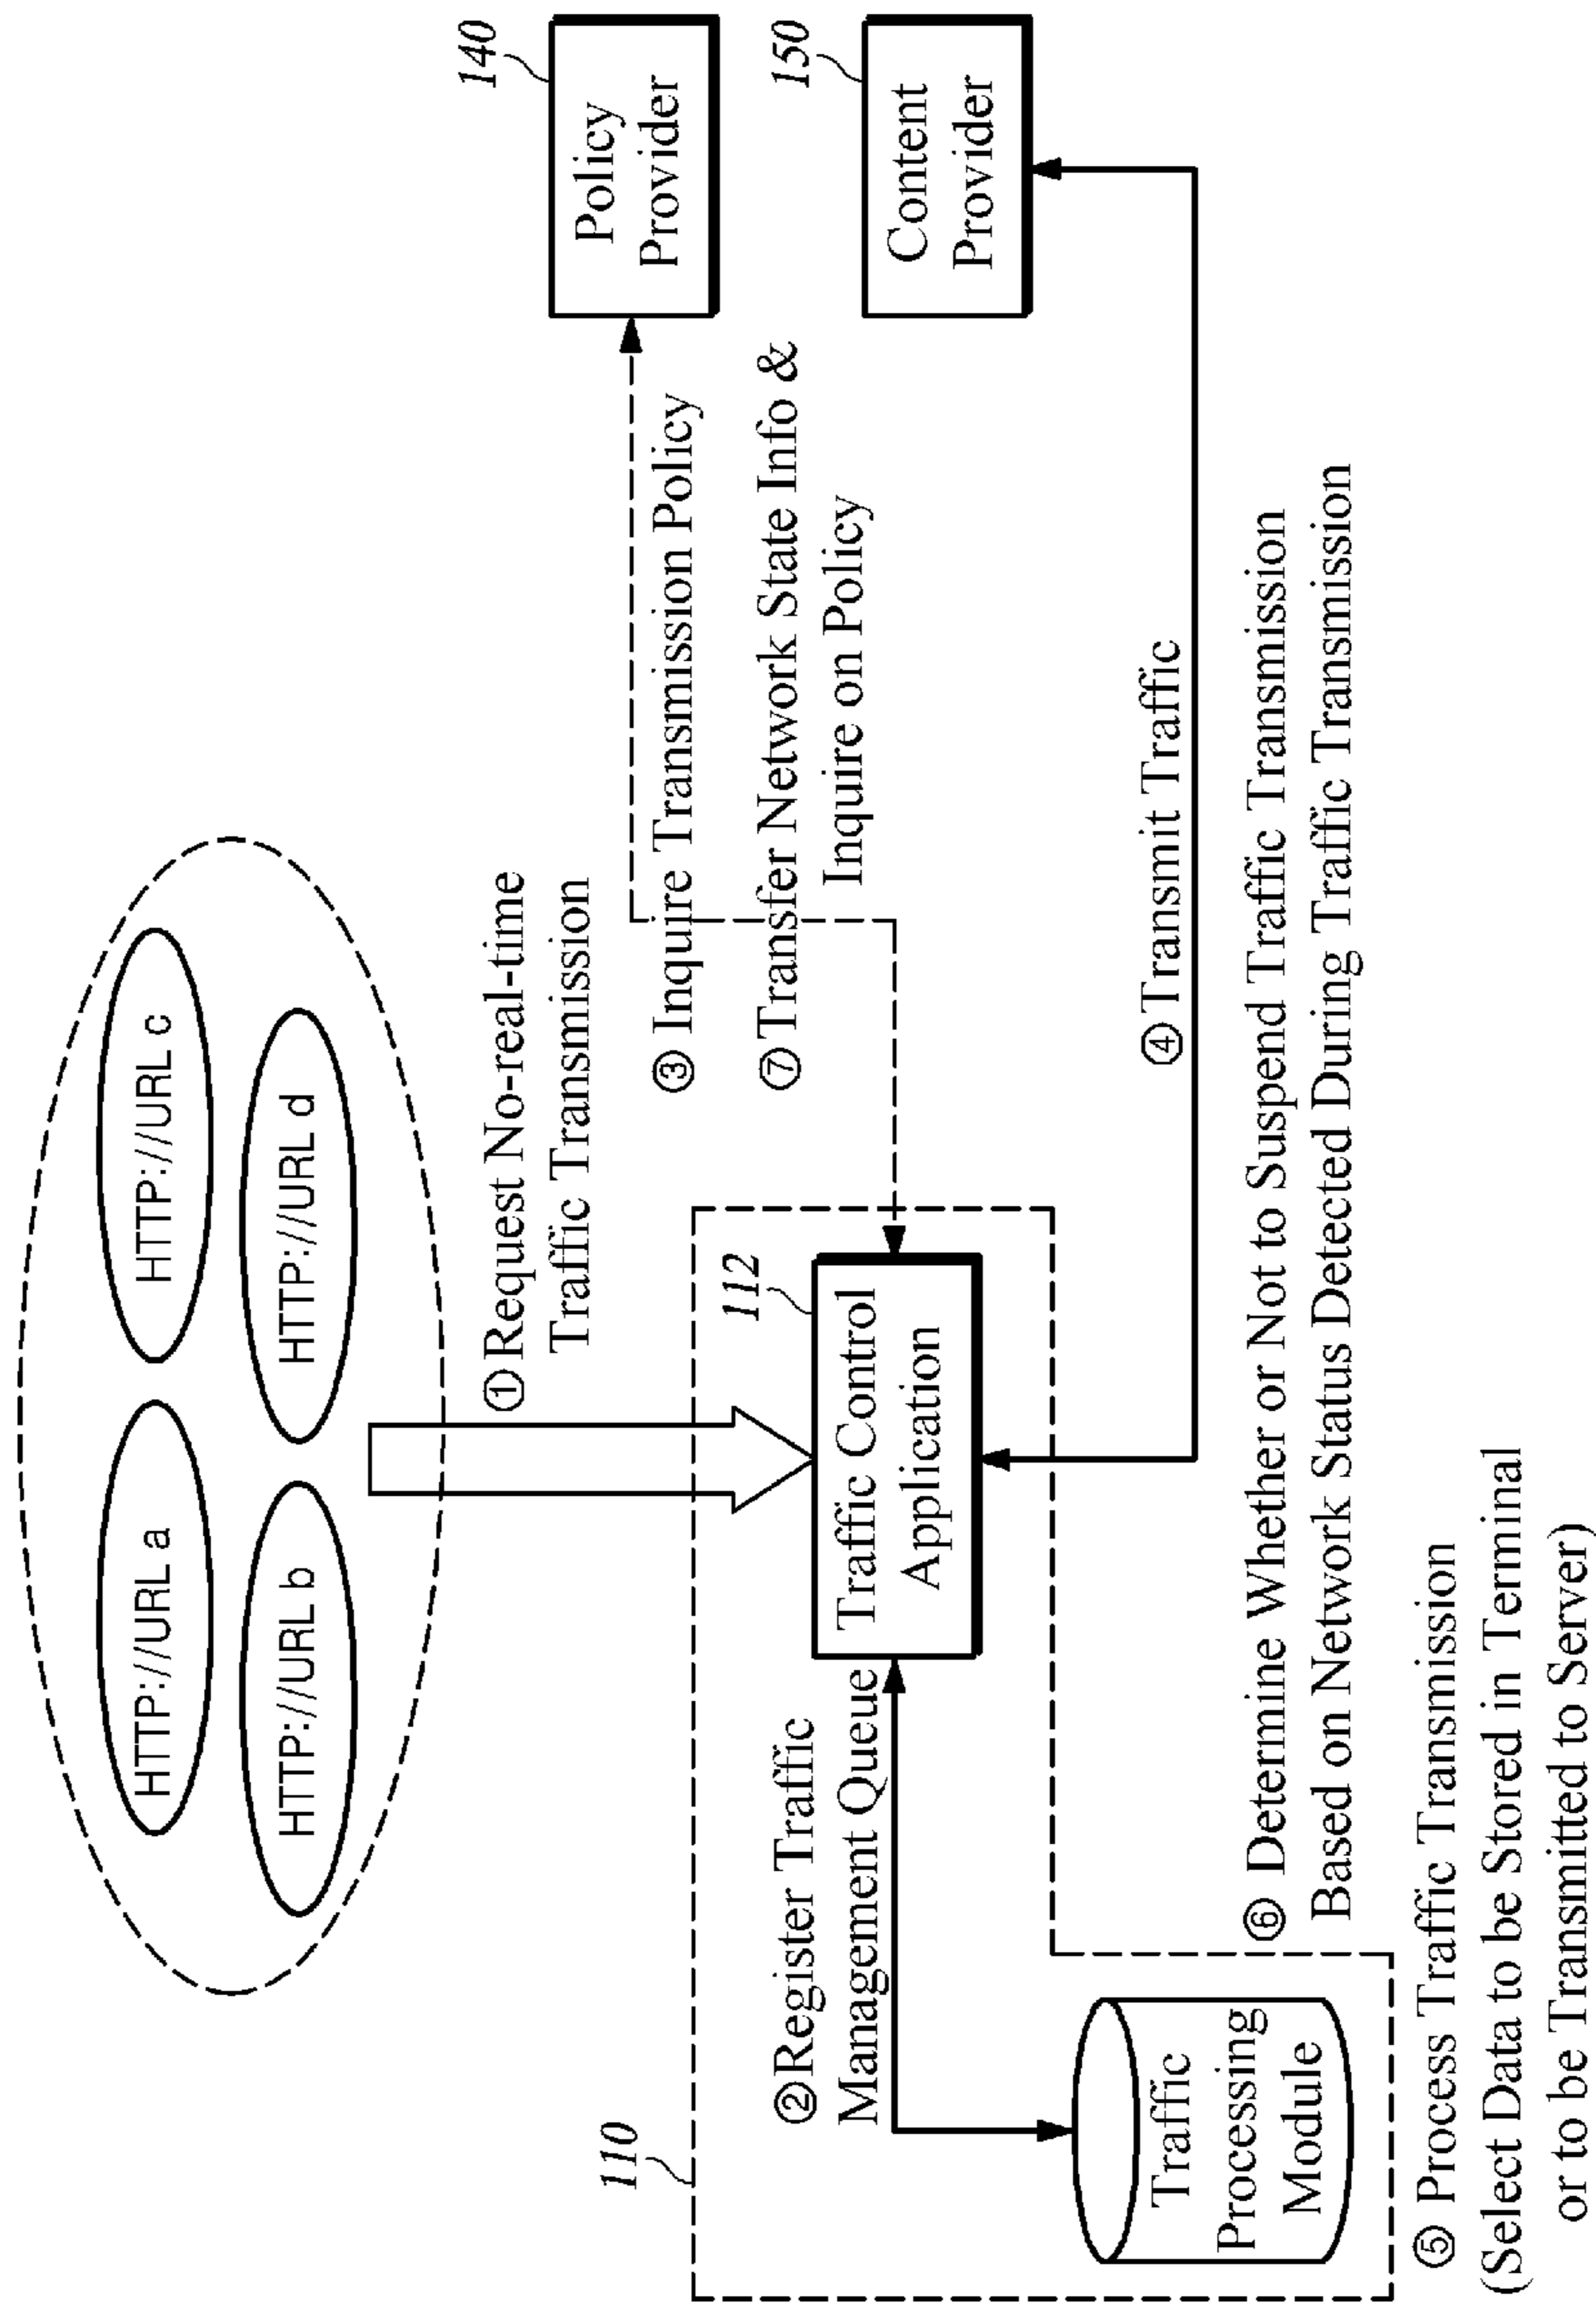 HTTP://URL a
HTTP://URL c
HTTP://URL b
HTTP://URL d
①Request No-real-time
Traffic Transmission
140
Policy
Provider
③ Inquire Transmission Policy
⑦Transfer Network State Info &
Inquire on Policy
150
Content
Provider
110
112
Traffic Control
Application
②Register Traffic
Management Queue
④Transmit Traffic
Traffic
Processing
Module
⑥ Determine Whether or Not to Suspend Traffic Transmission
Based on Network Status Detected During Traffic Transmission
⑤ Process Traffic Transmission
(Select Data to be Stored in Terminal
or to be Transmitted to Server)